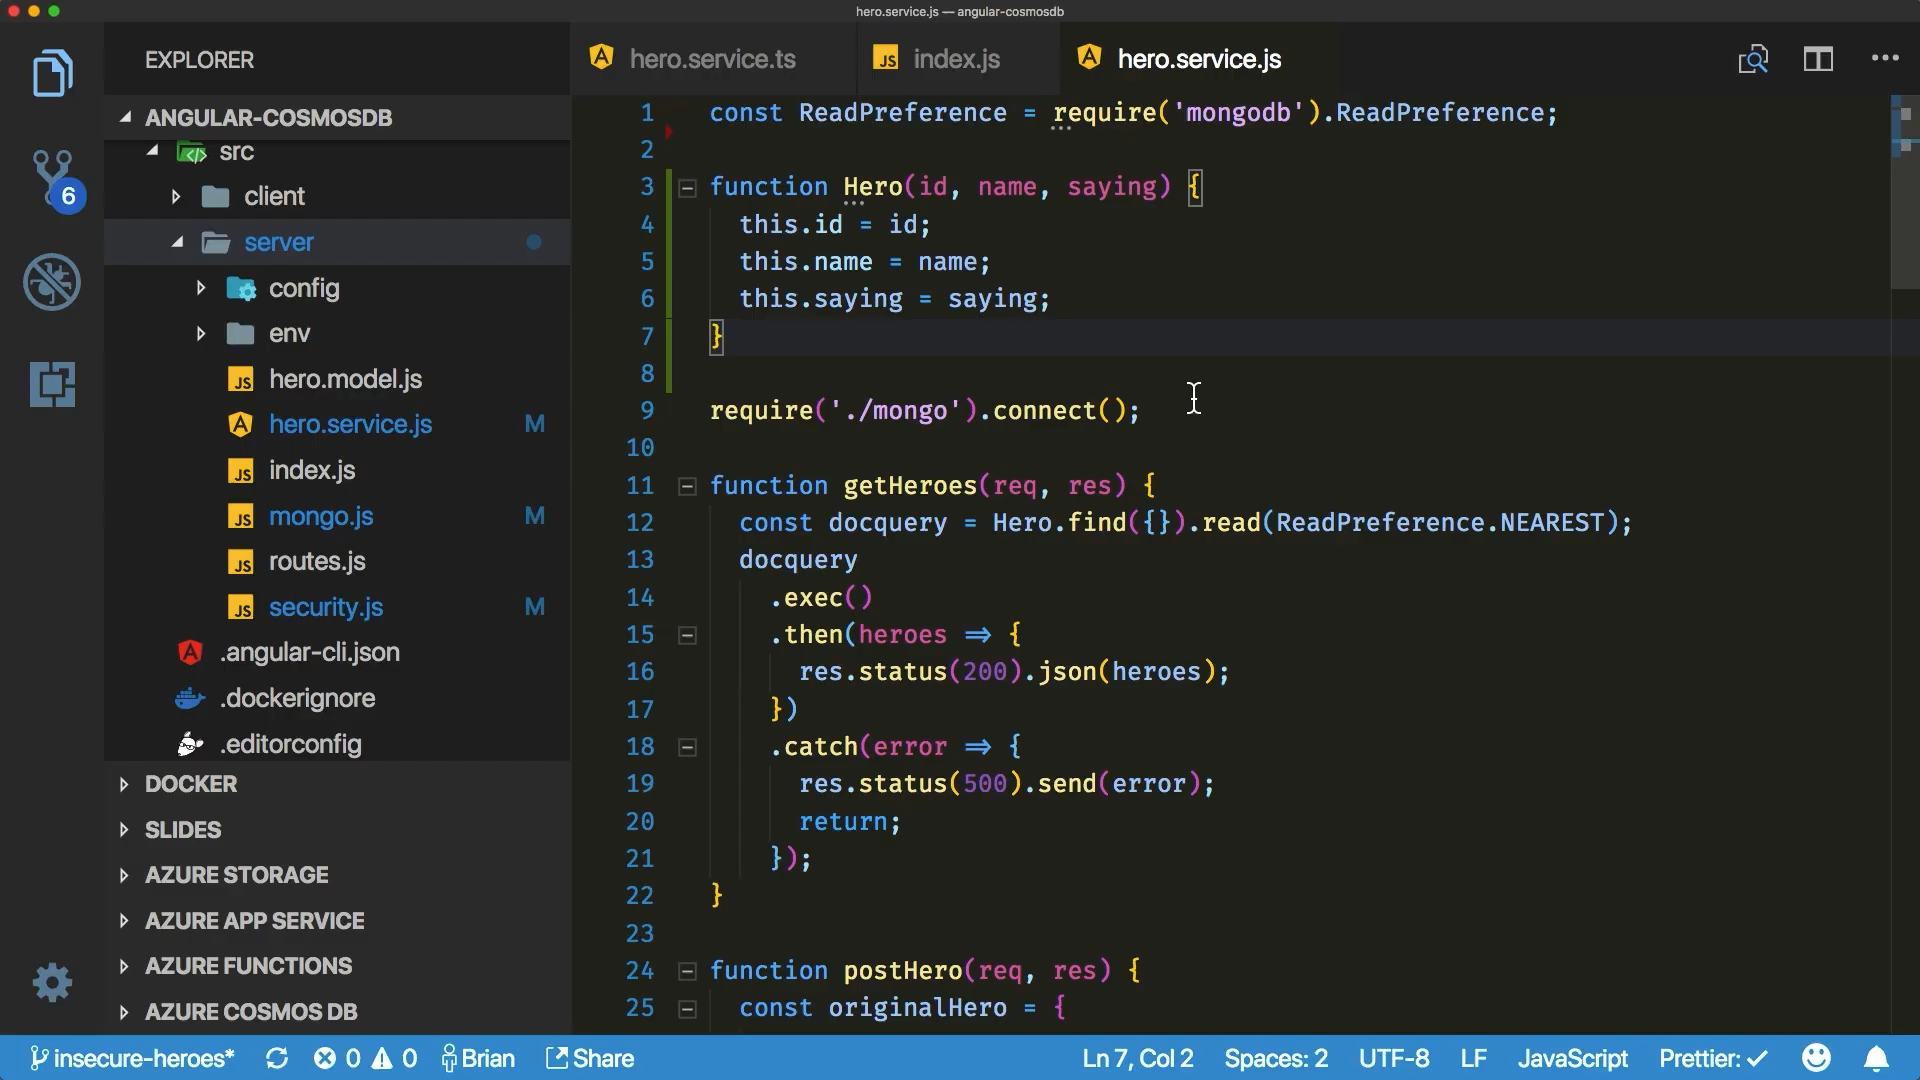 hero.service.js — angular-cosmosdb
EXPLORER
ANGULAR-COSMOSDB
src
client
server
config
env
JS hero.model.js
hero.service.js M
JS index.js
JS mongo.js M
JS routes.js
JS security.js M
.angular-cli.json
.dockerignore
.editorconfig
DOCKER
SLIDES
AZURE STORAGE
AZURE APP SERVICE
AZURE FUNCTIONS
AZURE COSMOS DB
6
hero.service.ts
JS index.js
hero.service.js
1 const ReadPreference = require('mongodb').ReadPreference;
2
3 function Hero(id, name, saying) {
4 this.id = id;
5 this.name = name;
6 this.saying = saying;
7 }
8
9 require('./mongo').connect();
10
11 function getHeroes(req, res) {
12 const docquery = Hero.find({}).read(ReadPreference.NEAREST);
13 docquery
14 .exec()
15 .then(heroes => {
16 res.status(200).json(heroes);
17 })
18 .catch(error => {
19 res.status(500).send(error);
20 return;
21 });
22 }
23
24 function postHero(req, res) {
25 const originalHero = {
insecure-heroes* 0 0 Brian Share Ln 7, Col 2 Spaces: 2 UTF-8 LF JavaScript Prettier: ✓